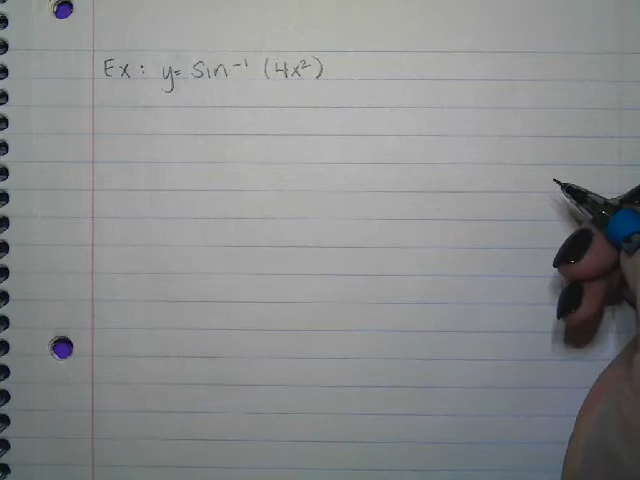 Ex: y= sin⁻¹ (4x²)